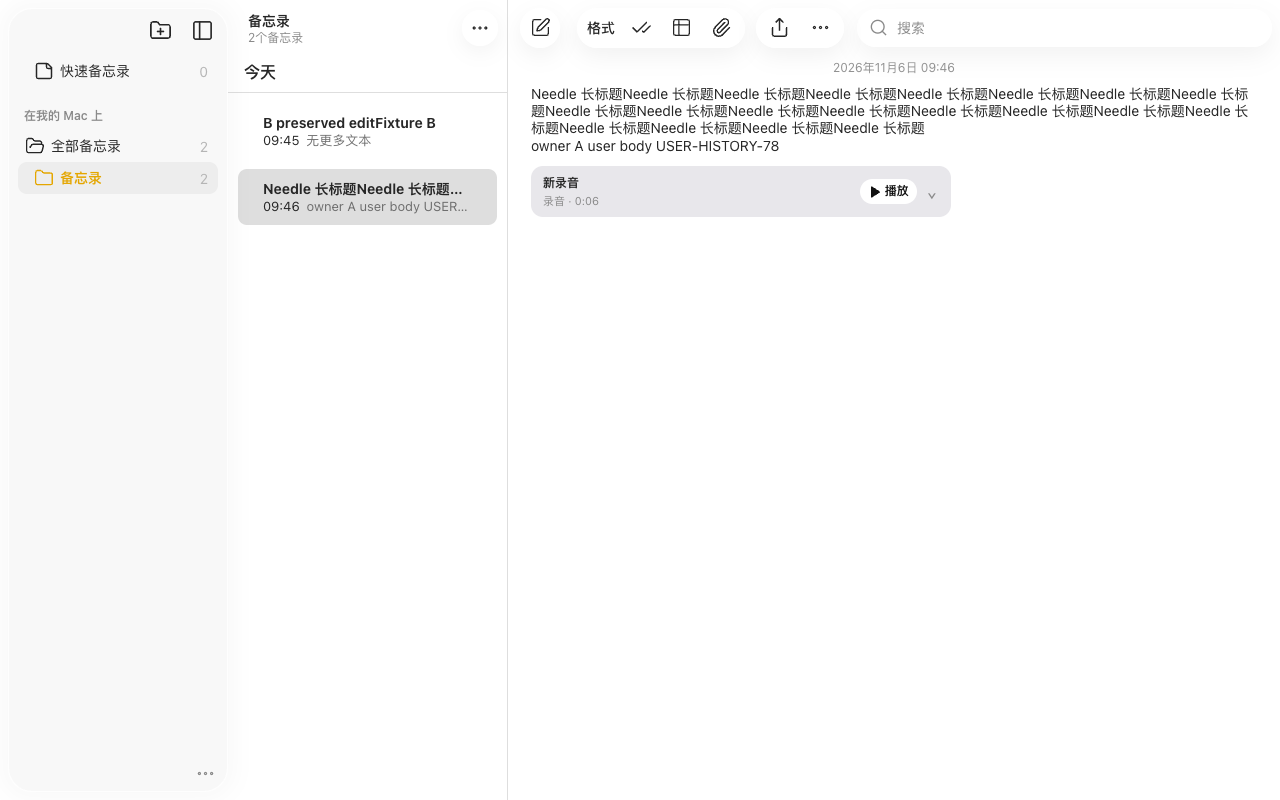 快速备忘录 0
在我的 Mac 上
全部备忘录 2
备忘录 2
备忘录
2个备忘录
今天
B preserved editFixture B
09:45 无更多文本
Needle 长标题Needle 长标题...
09:46 owner A user body USER...
格式
搜索
2026年11月6日 09:46
Needle 长标题Needle 长标题Needle 长标题Needle 长标题Needle 长标题Needle 长标题Needle 长标题Needle 长标
题Needle 长标题Needle 长标题Needle 长标题Needle 长标题Needle 长标题Needle 长标题Needle 长标题Needle 长
标题Needle 长标题Needle 长标题Needle 长标题Needle 长标题
owner A user body USER-HISTORY-78
新录音
录音 · 0:06
播放